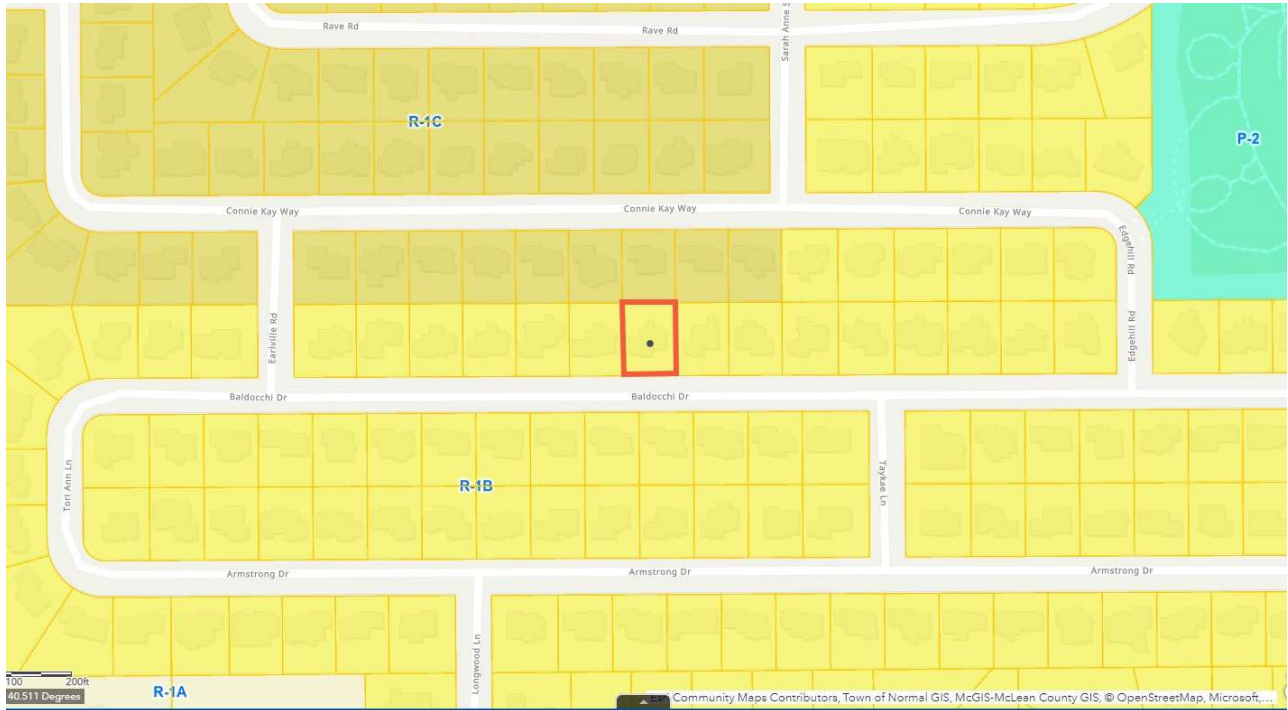 Rave Rd
Rave Rd
Sarah Anne S
R-1C
P-2
Connie Kay Way
Connie Kay Way
Connie Kay Way
Edgehill Rd
Earlville Rd
Edgehill Rd
Baldocchi Dr
Baldocchi Dr
Tori Ann Ln
R-1B
Taykae Ln
Armstrong Dr
Armstrong Dr
Armstrong Dr
Longwood Ln
100 200ft
R-1A
40.511 Degrees
Community Maps Contributors, Town of Normal GIS, McGIS-McLean County GIS, © OpenStreetMap, Microsoft,...